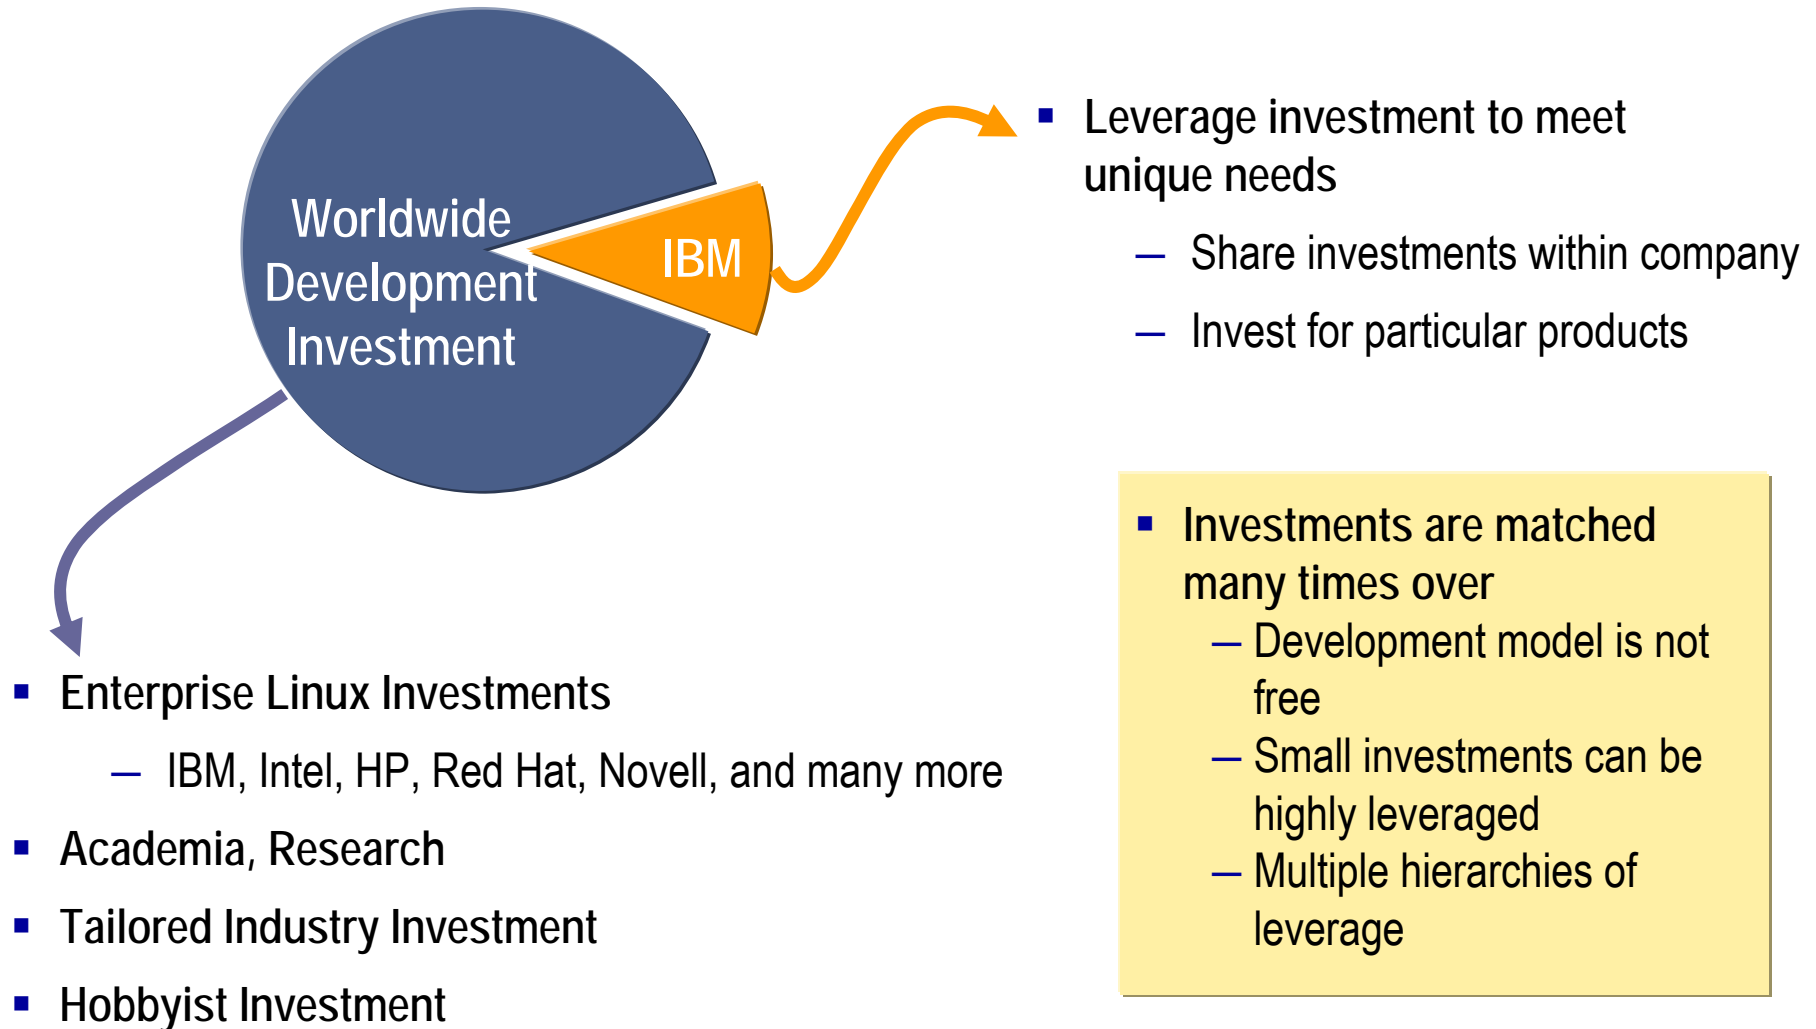 Worldwide
Development
Investment
IBM
▪ Leverage investment to meet
unique needs
— Share investments within company
— Invest for particular products
▪ Enterprise Linux Investments
— IBM, Intel, HP, Red Hat, Novell, and many more
▪ Academia, Research
▪ Tailored Industry Investment
▪ Hobbyist Investment
▪ Investments are matched
many times over
— Development model is not
free
— Small investments can be
highly leveraged
— Multiple hierarchies of
leverage